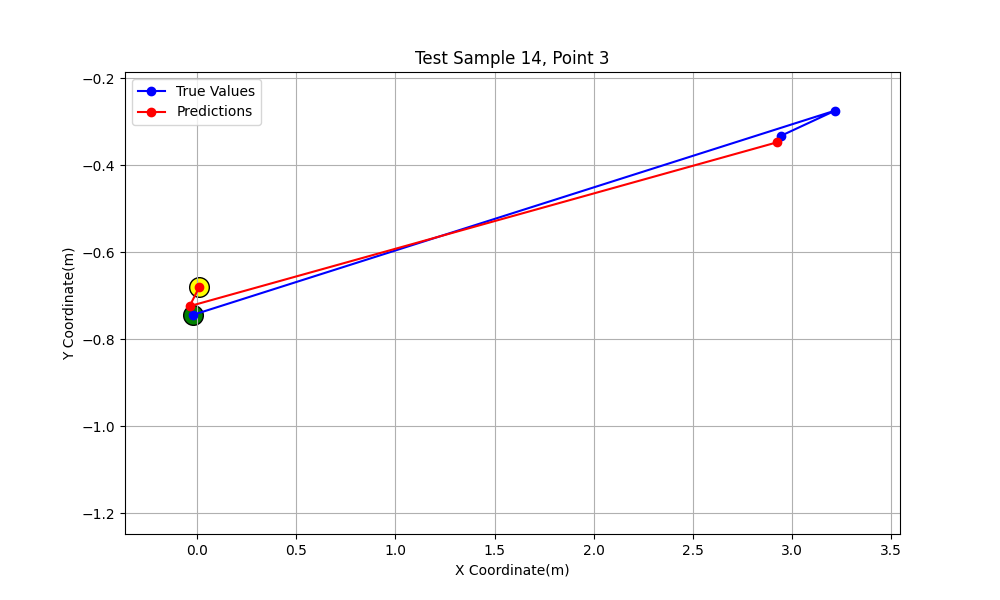 Test Sample 14, Point 3
True Values
Predictions
Y Coordinate(m)
−0.2
−0.4
−0.6
−0.8
−1.0
−1.2
0.0 0.5 1.0 1.5 2.0 2.5 3.0 3.5
X Coordinate(m)